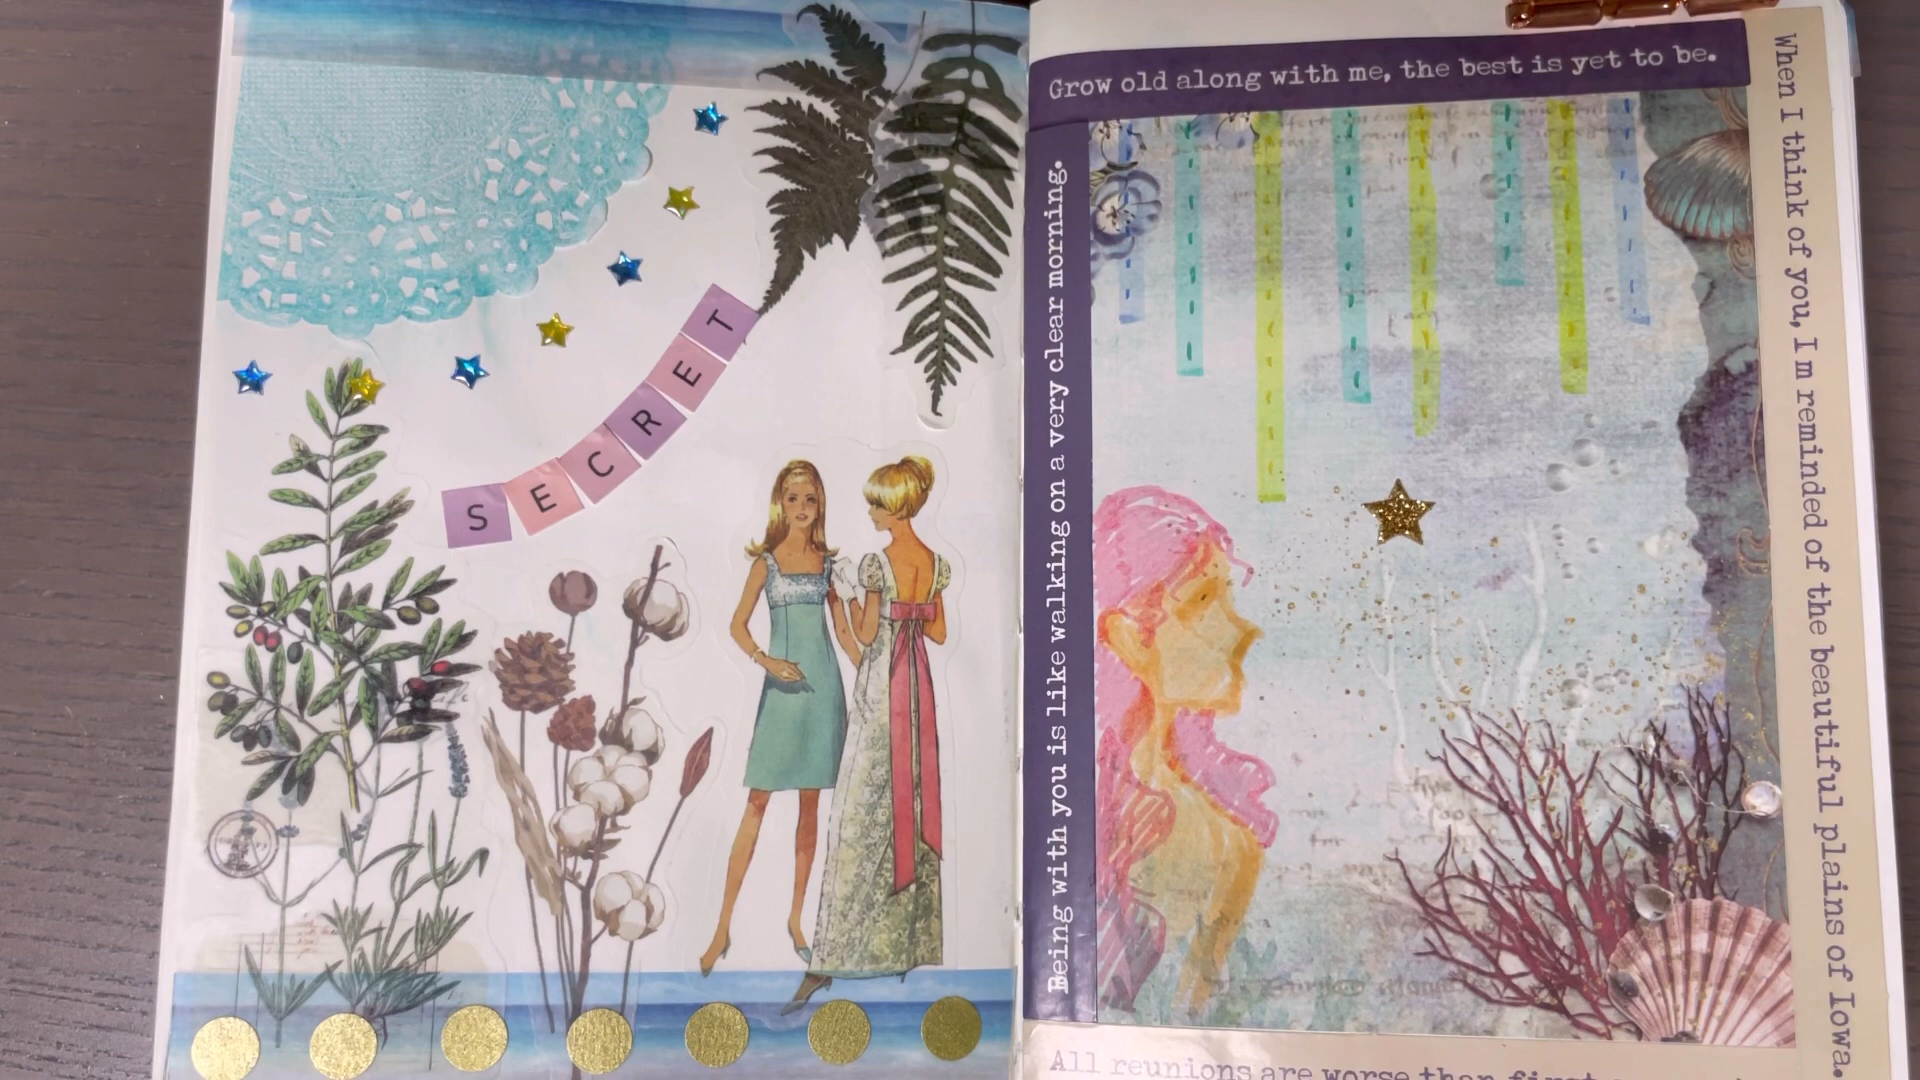 SECRET
Grow old along with me, the best is yet to be.
Being with you is like walking on a very clear morning.
When I think of you, I m reminded of the beautiful plains of Iowa.
All reunions are worse than first